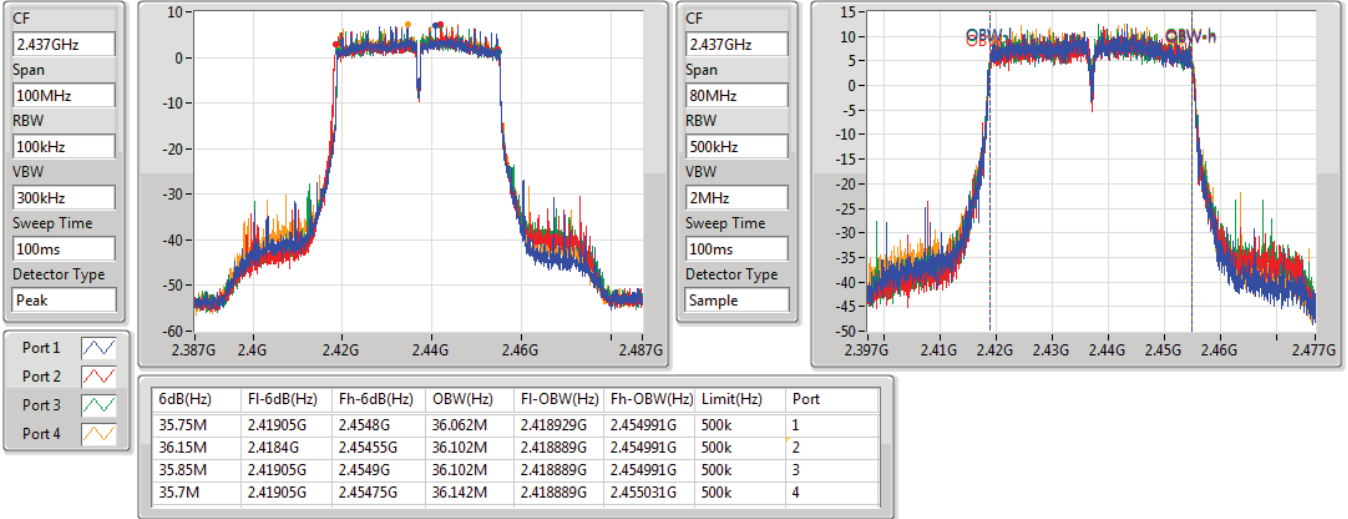 CF
2.437GHz
Span
100MHz
RBW
100kHz
VBW
300kHz
Sweep Time
100ms
Detector Type
Peak
10
0
-10
-20
-30
-40
-50
-60
2.387G 2.4G 2.42G 2.44G 2.46G 2.487G
CF
2.437GHz
Span
80MHz
RBW
500kHz
VBW
2MHz
Sweep Time
100ms
Detector Type
Sample
15
10
5
0
-5
-10
-15
-20
-25
-30
-35
-40
-45
-50
OBW-l OBW-h
2.397G 2.41G 2.42G 2.43G 2.44G 2.45G 2.46G 2.477G
Port 1
Port 2
Port 3
Port 4
6dB(Hz) Fl-6dB(Hz) Fh-6dB(Hz) OBW(Hz) Fl-OBW(Hz) Fh-OBW(Hz) Limit(Hz) Port
35.75M 2.41905G 2.4548G 36.062M 2.418929G 2.454991G 500k 1
36.15M 2.4184G 2.45455G 36.102M 2.418889G 2.454991G 500k 2
35.85M 2.41905G 2.4549G 36.102M 2.418889G 2.454991G 500k 3
35.7M 2.41905G 2.45475G 36.142M 2.418889G 2.455031G 500k 4